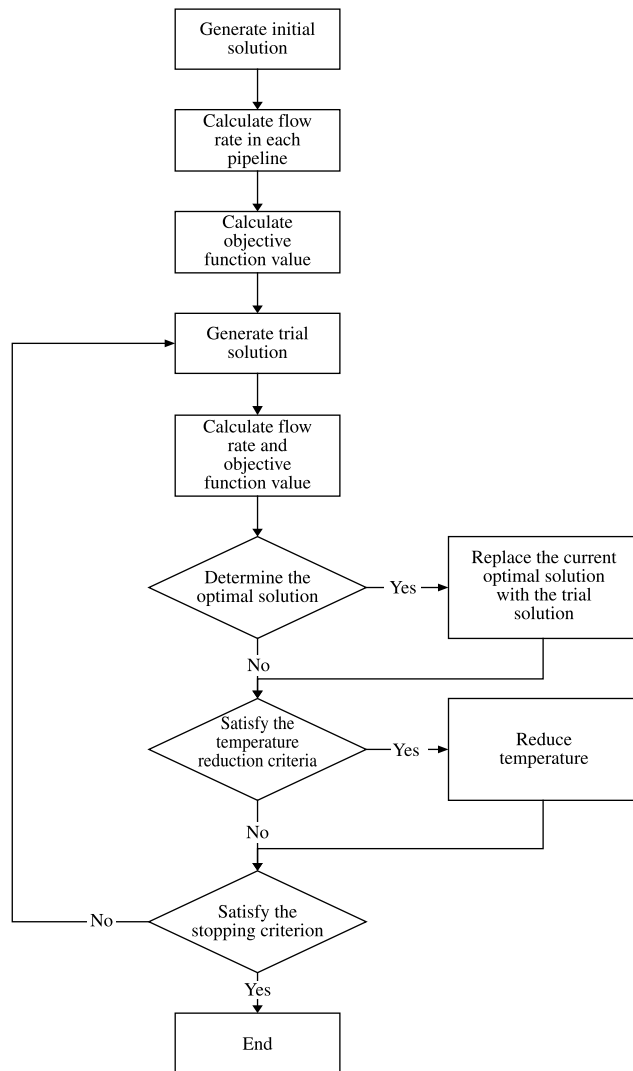 Generate initial
solution
Calculate flow
rate in each
pipeline
Calculate
objective
function value
Generate trial
solution
Calculate flow
rate and
objective
function value
Determine the
optimal solution
Yes
Replace the current
optimal solution
with the trial
solution
No
Satisfy the
temperature
reduction criteria
Yes
Reduce
temperature
No
Satisfy the
stopping criterion
No
Yes
End